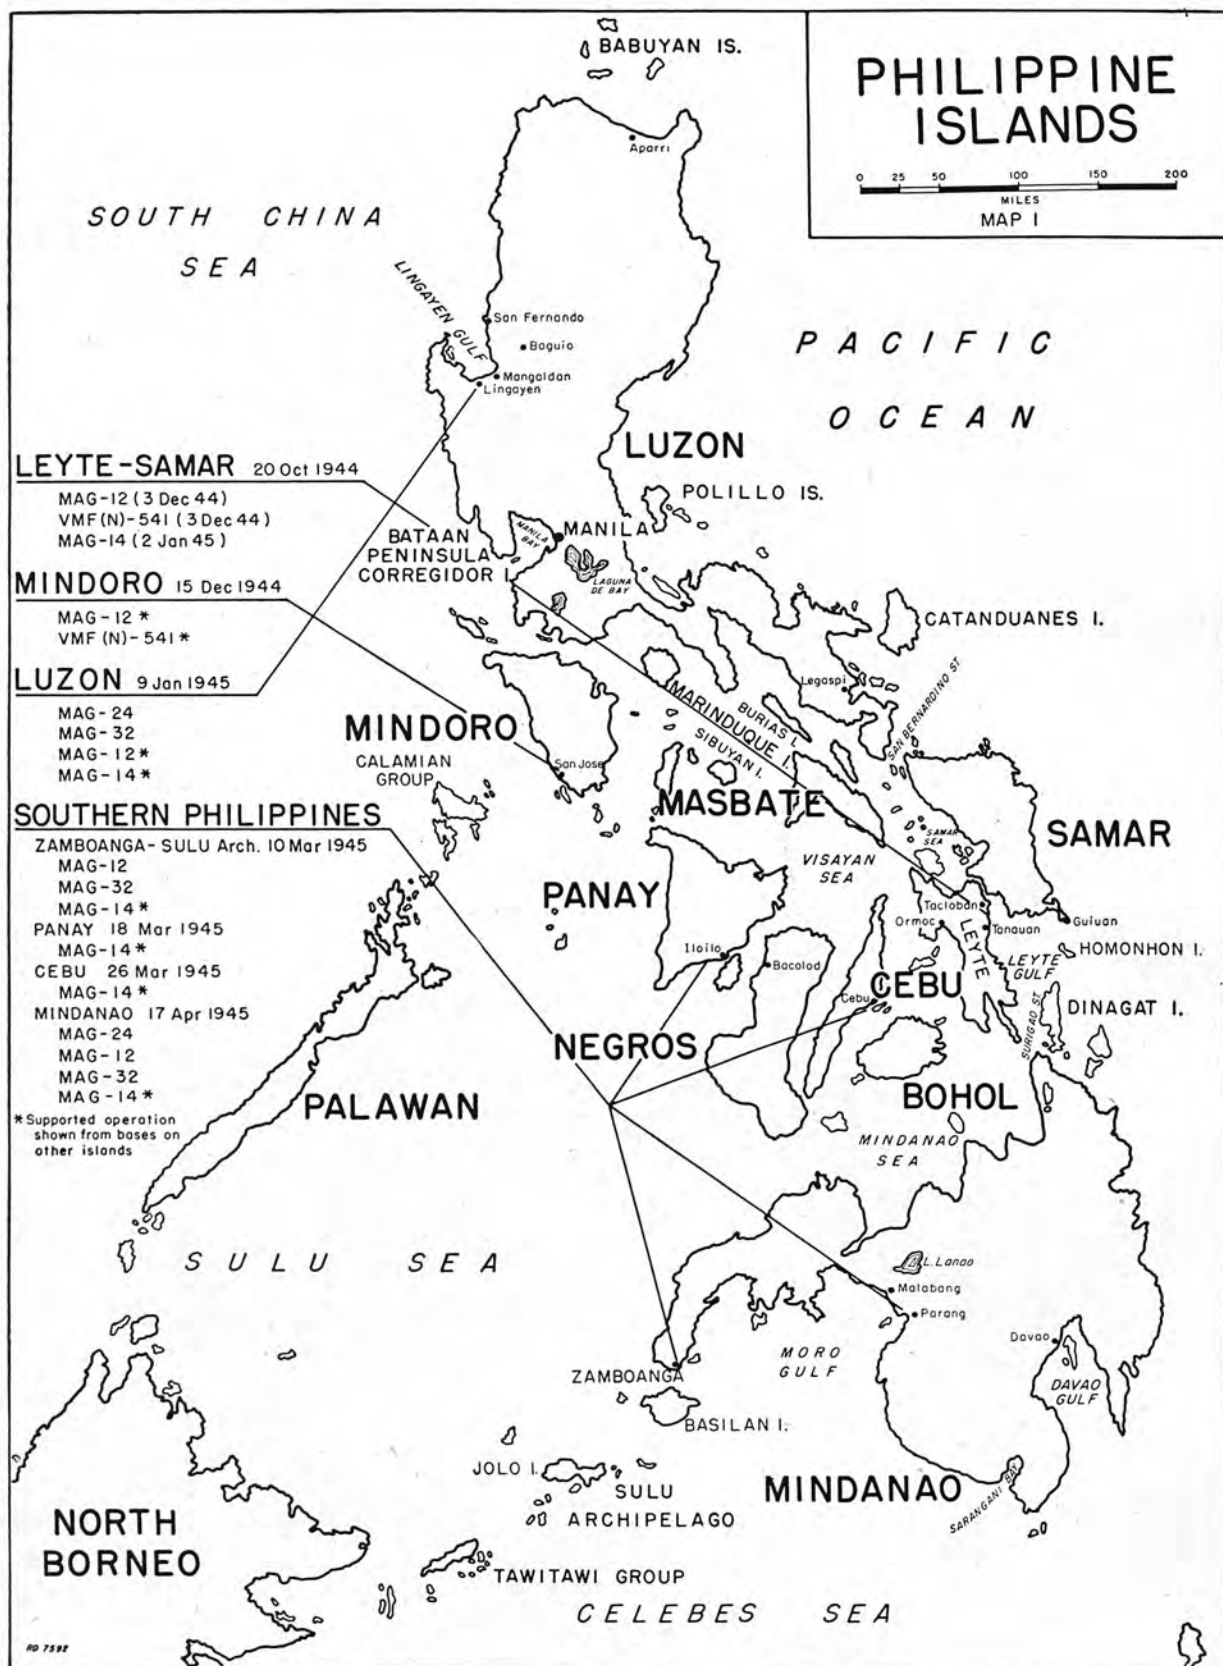 PHILIPPINE
ISLANDS
0 25 50 100 150 200
MILES
MAP I
BABUYAN IS.
Aparri
SOUTH CHINA
SEA
LINGAYEN GULF
San Fernando
Baguio
Mangaldan
Lingayen
PACIFIC
OCEAN
LUZON
POLILLO IS.
LEYTE-SAMAR 20 Oct 1944
MAG-12 (3 Dec 44)
VMF(N)-541 (3 Dec 44)
MAG-14 (2 Jan 45)
MINDORO 15 Dec 1944
MAG-12 *
VMF (N)-541 *
LUZON 9 Jan 1945
MAG-24
MAG-32
MAG-12 *
MAG-14 *
SOUTHERN PHILIPPINES
ZAMBOANGA-SULU Arch. 10 Mar 1945
MAG-12
MAG-32
MAG-14 *
PANAY 18 Mar 1945
MAG-14 *
CEBU 26 Mar 1945
MAG-14 *
MINDANAO 17 Apr 1945
MAG-24
MAG-12
MAG-32
MAG-14 *
* Supported operation
shown from bases on
other islands
BATAAN
PENINSULA
CORREGIDOR I.
MANILA
BAY
MANILA
LAGUNA
DE BAY
CATANDUANES I.
Legaspi
SAN BERNARDINO ST.
MARINDUQUE I.
BURIAS I.
SIBUYAN I.
MINDORO
CALAMIAN
GROUP
San Jose
MASBATE
SAMAR
SAMAR
SEA
VISAYAN
SEA
PANAY
Tacloban
Ormoc
LEYTE
Tanauan
Guiuan
HOMONHON I.
LEYTE
GULF
Iloilo
Bacolod
Cebu
CEBU
DINAGAT I.
SURIGAO ST.
NEGROS
BOHOL
PALAWAN
MINDANAO
SEA
SULU SEA
L. Lanao
Malabang
Parang
Davao
DAVAO
GULF
MORO
GULF
ZAMBOANGA
BASILAN I.
JOLO I.
SULU
ARCHIPELAGO
MINDANAO
SARANGANI BAY
NORTH
BORNEO
TAWITAWI GROUP
CELEBES SEA
RD 7592